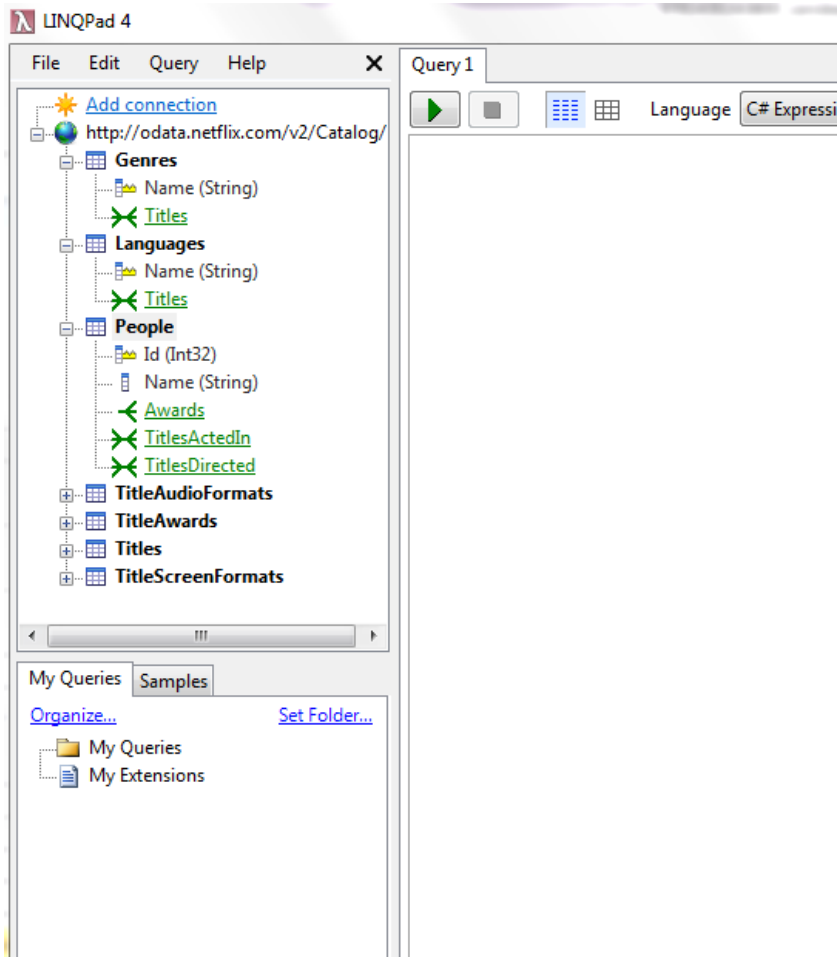 LINQPad 4
File Edit Query Help
Query 1
Add connection
http://odata.netflix.com/v2/Catalog/
Language C# Expressi
Genres
Name (String)
Titles
Languages
Name (String)
Titles
People
Id (Int32)
Name (String)
Awards
TitlesActedIn
TitlesDirected
TitleAudioFormats
TitleAwards
Titles
TitleScreenFormats
My Queries Samples
Organize... Set Folder...
My Queries
My Extensions